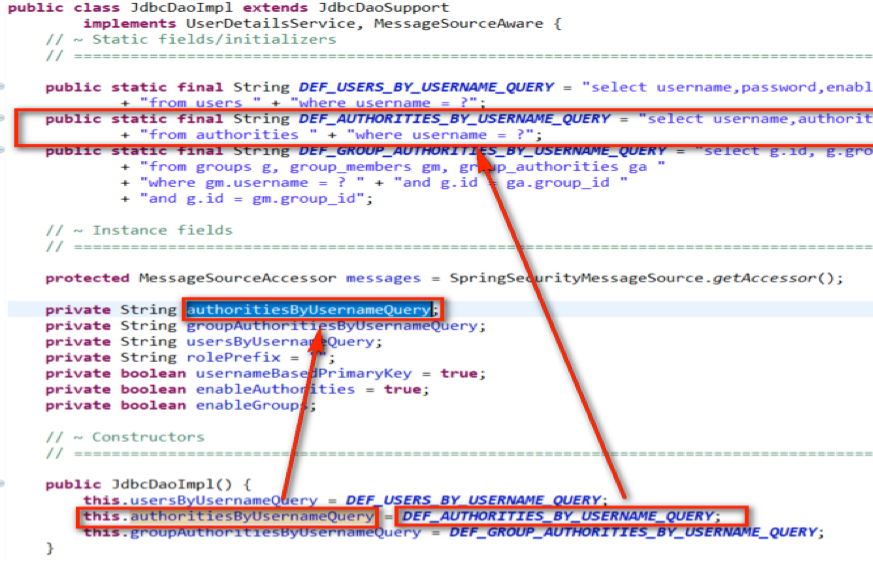 public class JdbcDaoImpl extends JdbcDaoSupport
implements UserDetailsService, MessageSourceAware {
// ~ Static fields/initializers
// =====================================================================================
public static final String DEF_USERS_BY_USERNAME_QUERY = "select username,password,enabl
+ "from users " + "where username = ?";
public static final String DEF_AUTHORITIES_BY_USERNAME_QUERY = "select username,authorit
+ "from authorities " + "where username = ?";
public static final String DEF_GROUP_AUTHORITIES_BY_USERNAME_QUERY = "select g.id, g.gro
+ "from groups g, group_members gm, group_authorities ga "
+ "where gm.username = ? " + "and g.id = ga.group_id "
+ "and g.id = gm.group_id";
// ~ Instance fields
// =====================================================================================
protected MessageSourceAccessor messages = SpringSecurityMessageSource.getAccessor();
private String authoritiesByUsernameQuery;
private String groupAuthoritiesByUsernameQuery;
private String usersByUsernameQuery;
private String rolePrefix = "";
private boolean usernameBasedPrimaryKey = true;
private boolean enableAuthorities = true;
private boolean enableGroups;
// ~ Constructors
// =====================================================================================
public JdbcDaoImpl() {
this.usersByUsernameQuery = DEF_USERS_BY_USERNAME_QUERY;
this.authoritiesByUsernameQuery = DEF_AUTHORITIES_BY_USERNAME_QUERY;
this.groupAuthoritiesByUsernameQuery = DEF_GROUP_AUTHORITIES_BY_USERNAME_QUERY;
}